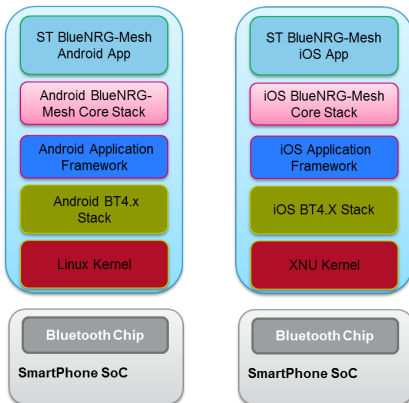 ST BlueNRG-Mesh
Android App
Android BlueNRG-
Mesh Core Stack
Android Application
Framework
Android BT4.x
Stack
Linux Kernel
Bluetooth Chip
SmartPhone SoC
ST BlueNRG-Mesh
iOS App
iOS BlueNRG-Mesh
Core Stack
iOS Application
Framework
iOS BT4.X Stack
XNU Kernel
Bluetooth Chip
SmartPhone SoC